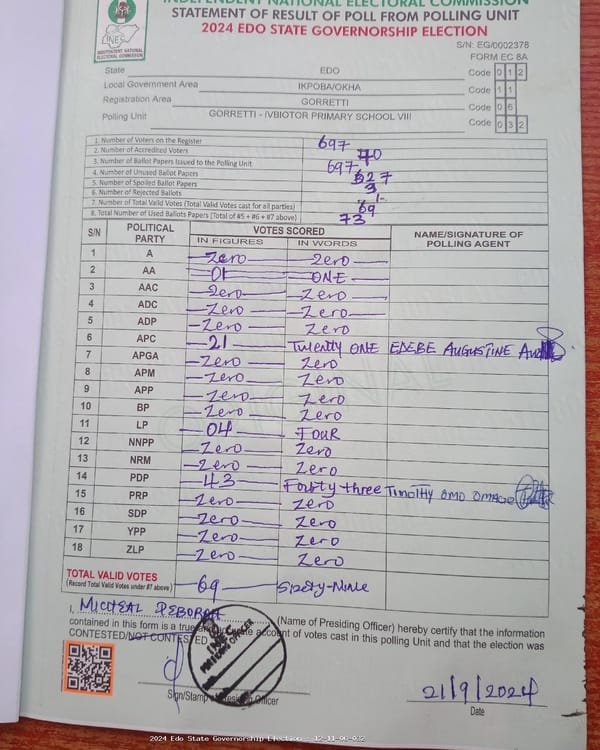 INDEPENDENT NATIONAL ELECTORAL COMMISSION
STATEMENT OF RESULT OF POLL FROM POLLING UNIT
2024 EDO STATE GOVERNORSHIP ELECTION
INEC
INDEPENDENT NATIONAL ELECTORAL COMMISSION
S/N: EG/0002378
FORM EC 8A
State EDO Code 0 1 2
Local Government Area IKPOBA/OKHA Code 1 1
Registration Area GORRETTI Code 0 6
Polling Unit GORRETTI - IVBIOTOR PRIMARY SCHOOL VIII Code 0 3 2
1. Number of Voters on the Register 697
2. Number of Accredited Voters 70
3. Number of Ballot Papers Issued to the Polling Unit 697
4. Number of Unused Ballot Papers 627
5. Number of Spoiled Ballot Papers
6. Number of Rejected Ballots
7. Number of Total Valid Votes (Total Valid Votes cast for all parties) 69
8. Total Number of Used Ballots Papers (Total of #5 + #6 + #7 above) 73
S/N POLITICAL PARTY VOTES SCORED NAME/SIGNATURE OF POLLING AGENT
IN FIGURES IN WORDS
1 A Zero Zero
2 AA 01 ONE
3 AAC Zero Zero
4 ADC Zero Zero
5 ADP Zero Zero
6 APC 21 Twenty ONE EDEBE AUGUSTINE
7 APGA Zero Zero
8 APM Zero Zero
9 APP Zero Zero
10 BP Zero Zero
11 LP 04 FOUR
12 NNPP Zero Zero
13 NRM Zero Zero
14 PDP 43 Fourty-three TIMOTHY OMO
15 PRP Zero Zero
16 SDP Zero Zero
17 YPP Zero Zero
18 ZLP Zero Zero
TOTAL VALID VOTES 69 Sixty-Nine
(Record Total Valid Votes under #7 above)
I, MICHEAL DEBORAH (Name of Presiding Officer) hereby certify that the information
contained in this form is a true and accurate account of votes cast in this polling Unit and that the election was
CONTESTED/NOT CONTESTED
Sign/Stamp of Presiding Officer
21/9/2024
Date
2024 Edo State Governorship Election - 12-11-06-032